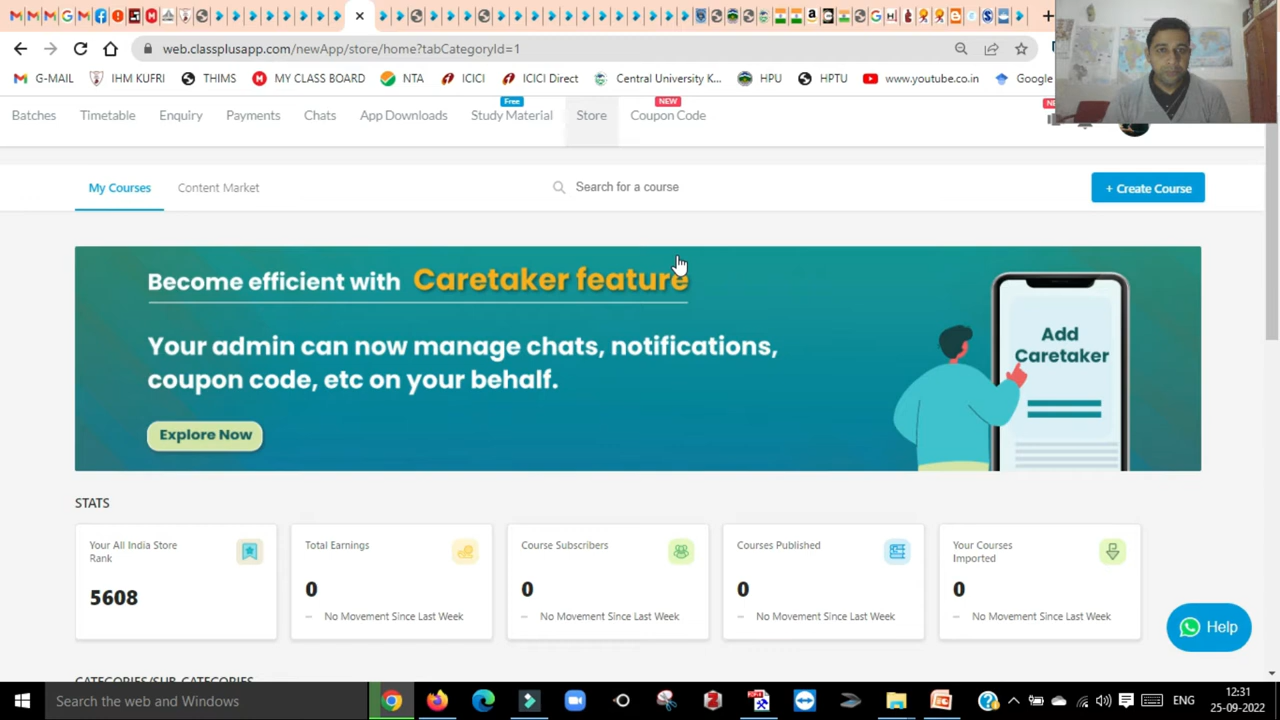 web.classplusapp.com/newApp/store/home?tabCategoryId=1
G-MAIL IHM KUFRI THIMS MY CLASS BOARD NTA ICICI ICICI Direct Central University K... HPU HPTU www.youtube.co.in Google
Free NEW
Batches Timetable Enquiry Payments Chats App Downloads Study Material Store Coupon Code
My Courses Content Market Search for a course + Create Course
Become efficient with Caretaker feature
Your admin can now manage chats, notifications,
coupon code, etc on your behalf.
Explore Now
Add
Caretaker
STATS
Your All India Store
Rank
5608
Total Earnings
0
No Movement Since Last Week
Course Subscribers
0
No Movement Since Last Week
Courses Published
0
No Movement Since Last Week
Your Courses
Imported
0
No Movement Since Last Week
Help
CATEGORIES/SUB-CATEGORIES
Search the web and Windows
ENG
12:31
25-09-2022